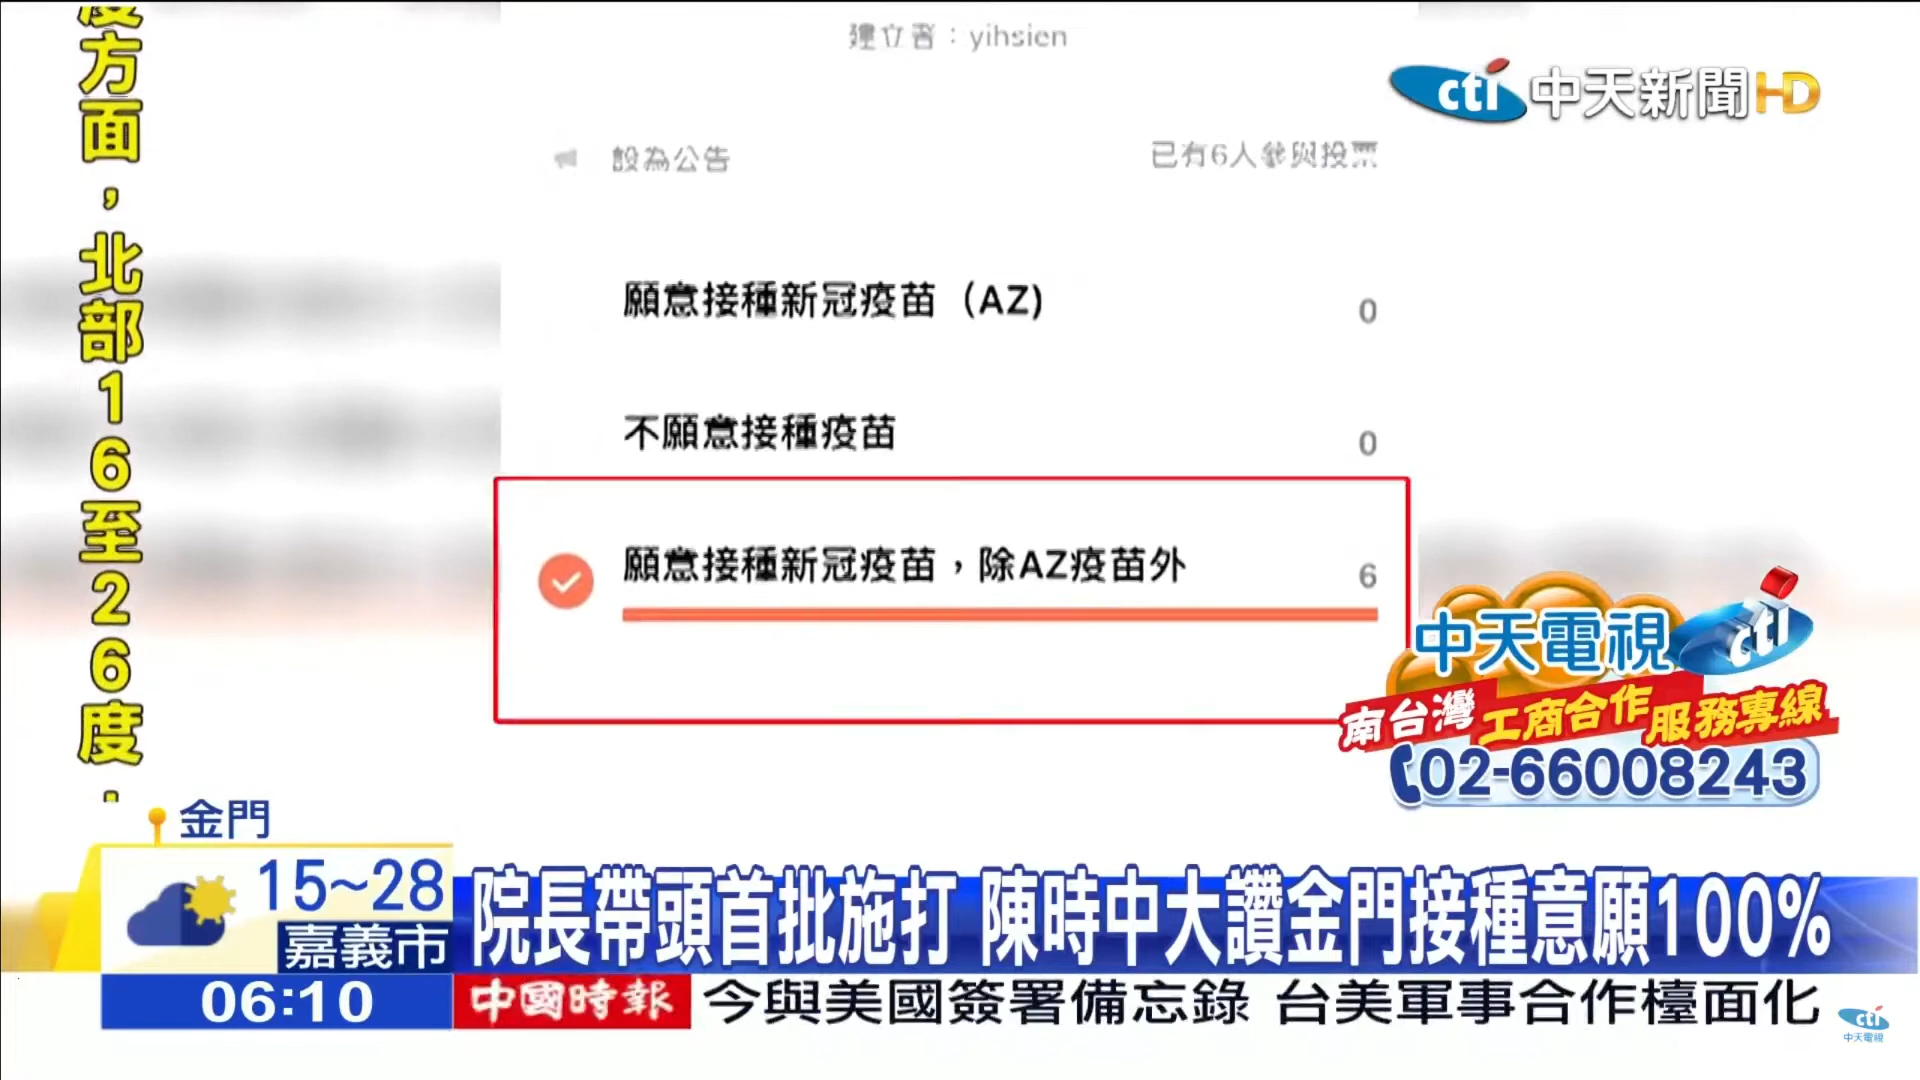 度方面，北部16至26度，
建立者：yihsien
cti 中天新聞HD
設為公告
已有6人參與投票
願意接種新冠疫苗（AZ） 0
不願意接種疫苗 0
願意接種新冠疫苗，除AZ疫苗外 6
中天電視 cti
南台灣 工商合作 服務專線
02-66008243
金門
15~28
嘉義市
院長帶頭首批施打 陳時中大讚金門接種意願100%
06:10
中國時報
今與美國簽署備忘錄 台美軍事合作檯面化
cti
中天電視